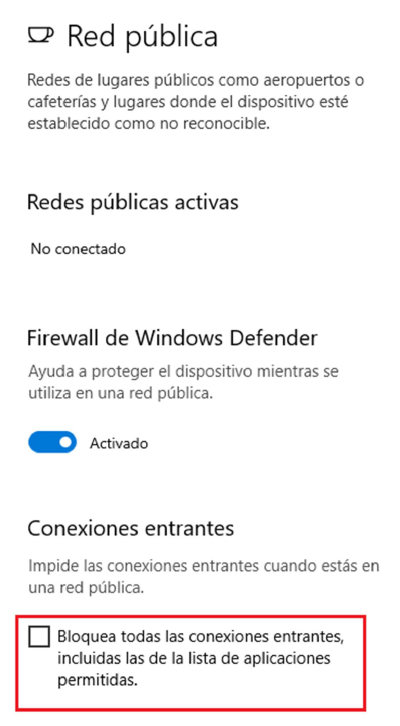 Red pública
Redes de lugares públicos como aeropuertos o
cafeterías y lugares donde el dispositivo esté
establecido como no reconocible.
Redes públicas activas
No conectado
Firewall de Windows Defender
Ayuda a proteger el dispositivo mientras se
utiliza en una red pública.
Activado
Conexiones entrantes
Impide las conexiones entrantes cuando estás en
una red pública.
Bloquea todas las conexiones entrantes,
incluidas las de la lista de aplicaciones
permitidas.